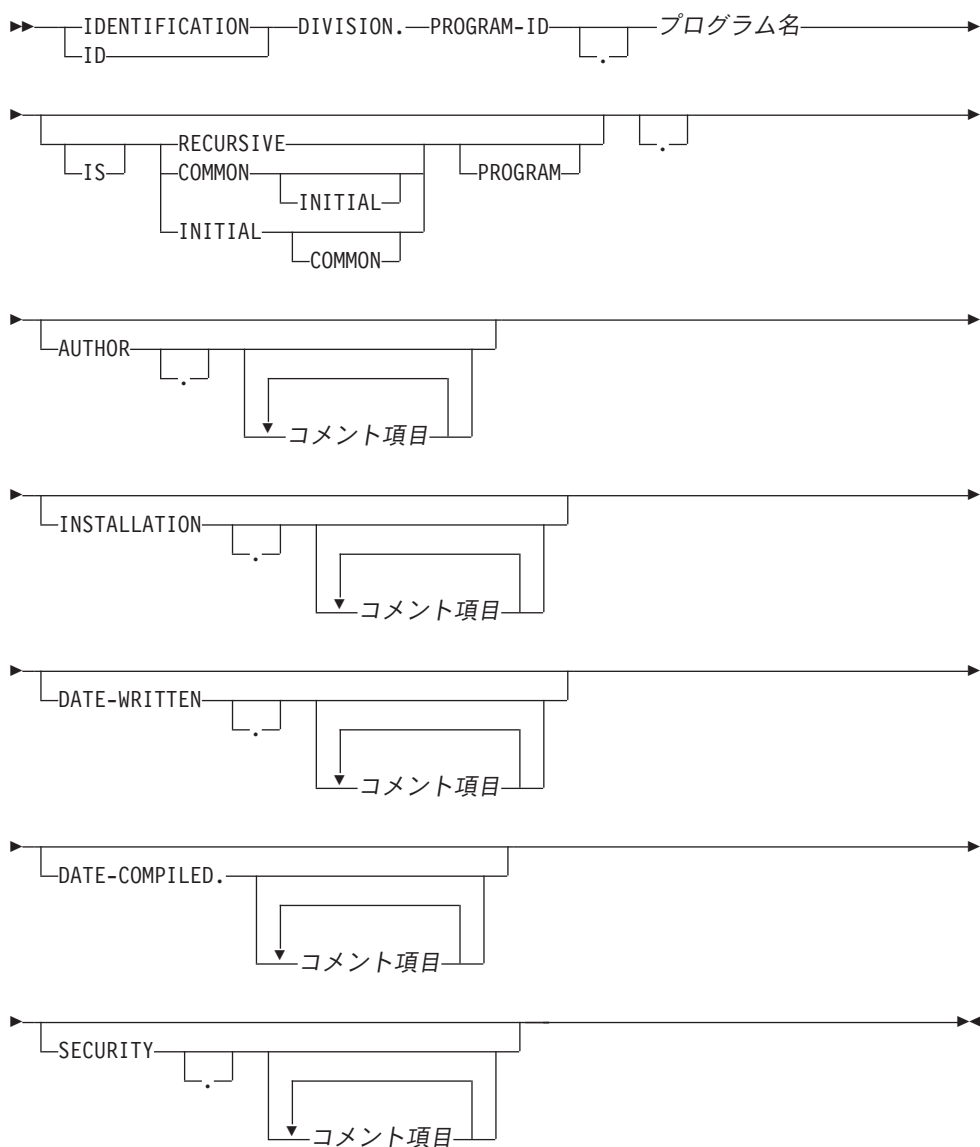 IDENTIFICATION DIVISION. PROGRAM-ID . プログラム名
ID
IS RECURSIVE PROGRAM .
COMMON INITIAL
INITIAL COMMON
AUTHOR . コメント項目
INSTALLATION . コメント項目
DATE-WRITTEN . コメント項目
DATE-COMPILED. コメント項目
SECURITY . コメント項目